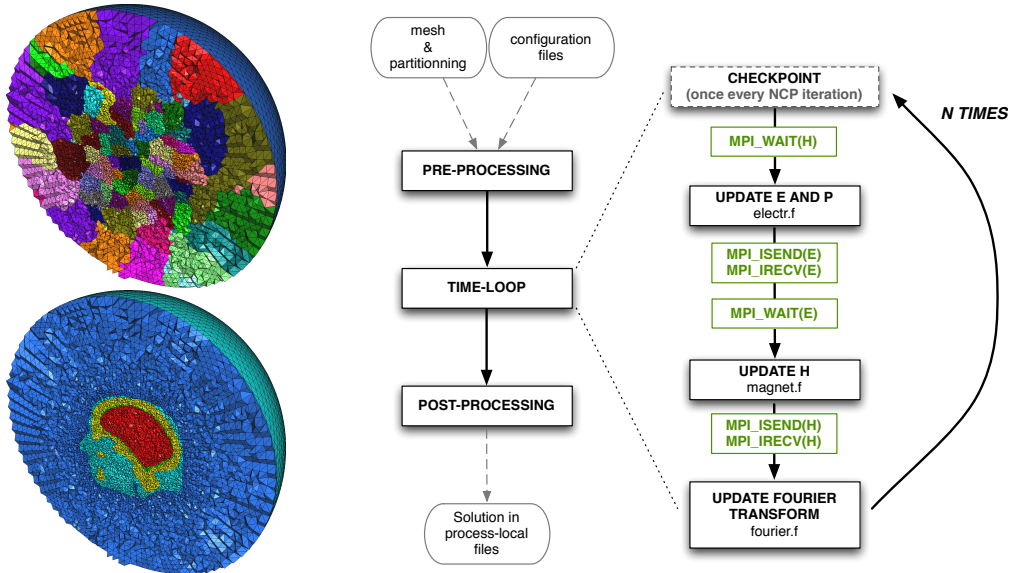 mesh
&
partitionning
configuration
files
PRE-PROCESSING
TIME-LOOP
POST-PROCESSING
Solution in
process-local
files
CHECKPOINT
(once every NCP iteration)
MPI_WAIT(H)
UPDATE E AND P
electr.f
MPI_ISEND(E)
MPI_IRECV(E)
MPI_WAIT(E)
UPDATE H
magnet.f
MPI_ISEND(H)
MPI_IRECV(H)
UPDATE FOURIER
TRANSFORM
fourier.f
N TIMES